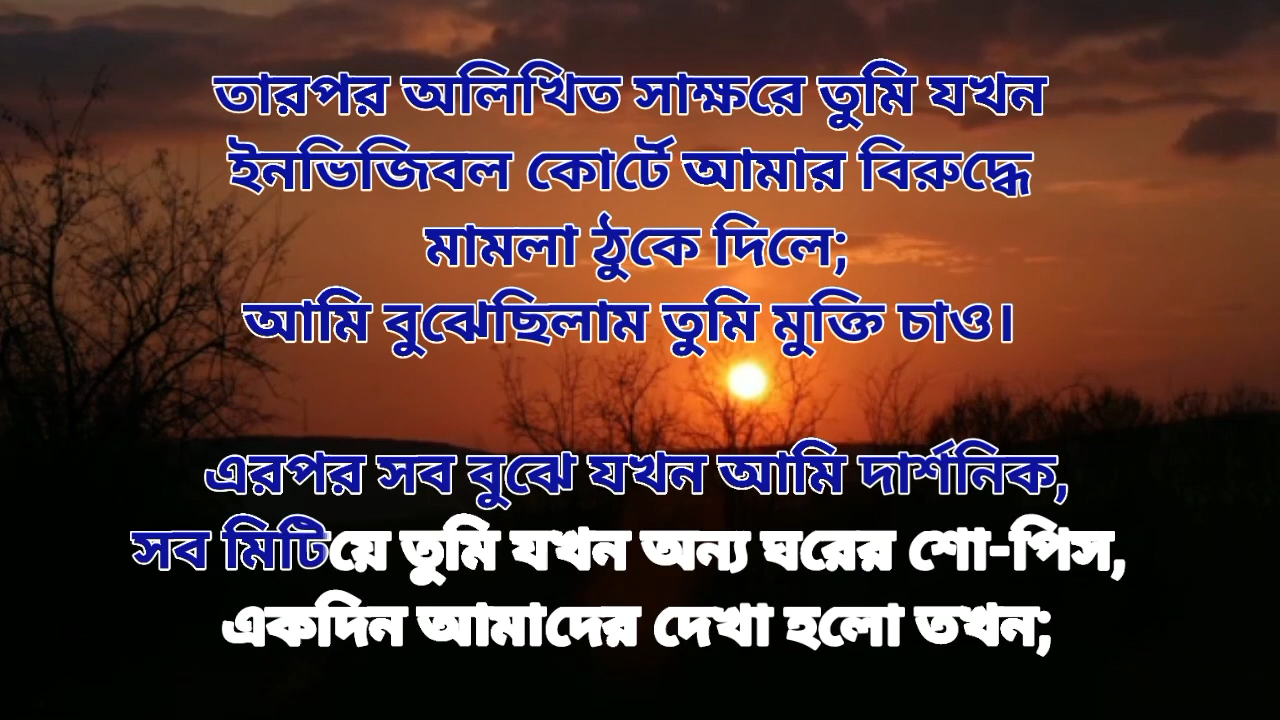 তারপর অলিখিত সাক্ষরে তুমি যখন
ইনভিজিবল কোর্টে আমার বিরুদ্ধে
মামলা ঠুকে দিলে;
আমি বুঝেছিলাম তুমি মুক্তি চাও।
এরপর সব বুঝে যখন আমি দার্শনিক,
সব মিটিয়ে তুমি যখন অন্য ঘরের শো-পিস,
একদিন আমাদের দেখা হলো তখন;